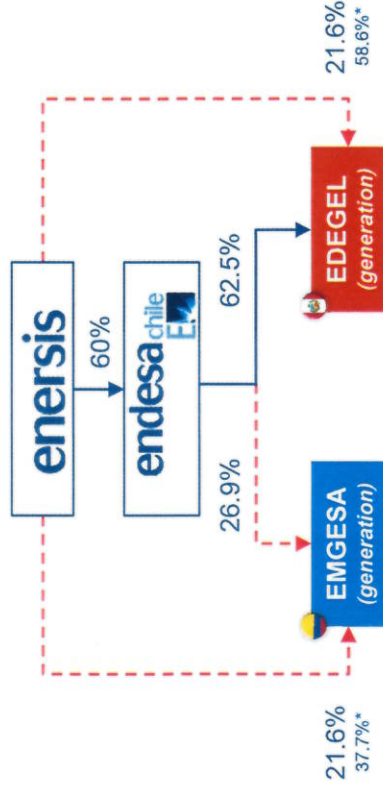 enersis
60%
endesa chile
E
26.9%
62.5%
EMGESA
(generation)
EDEGEL
(generation)
21.6%
37.7%*
21.6%
58.6%*